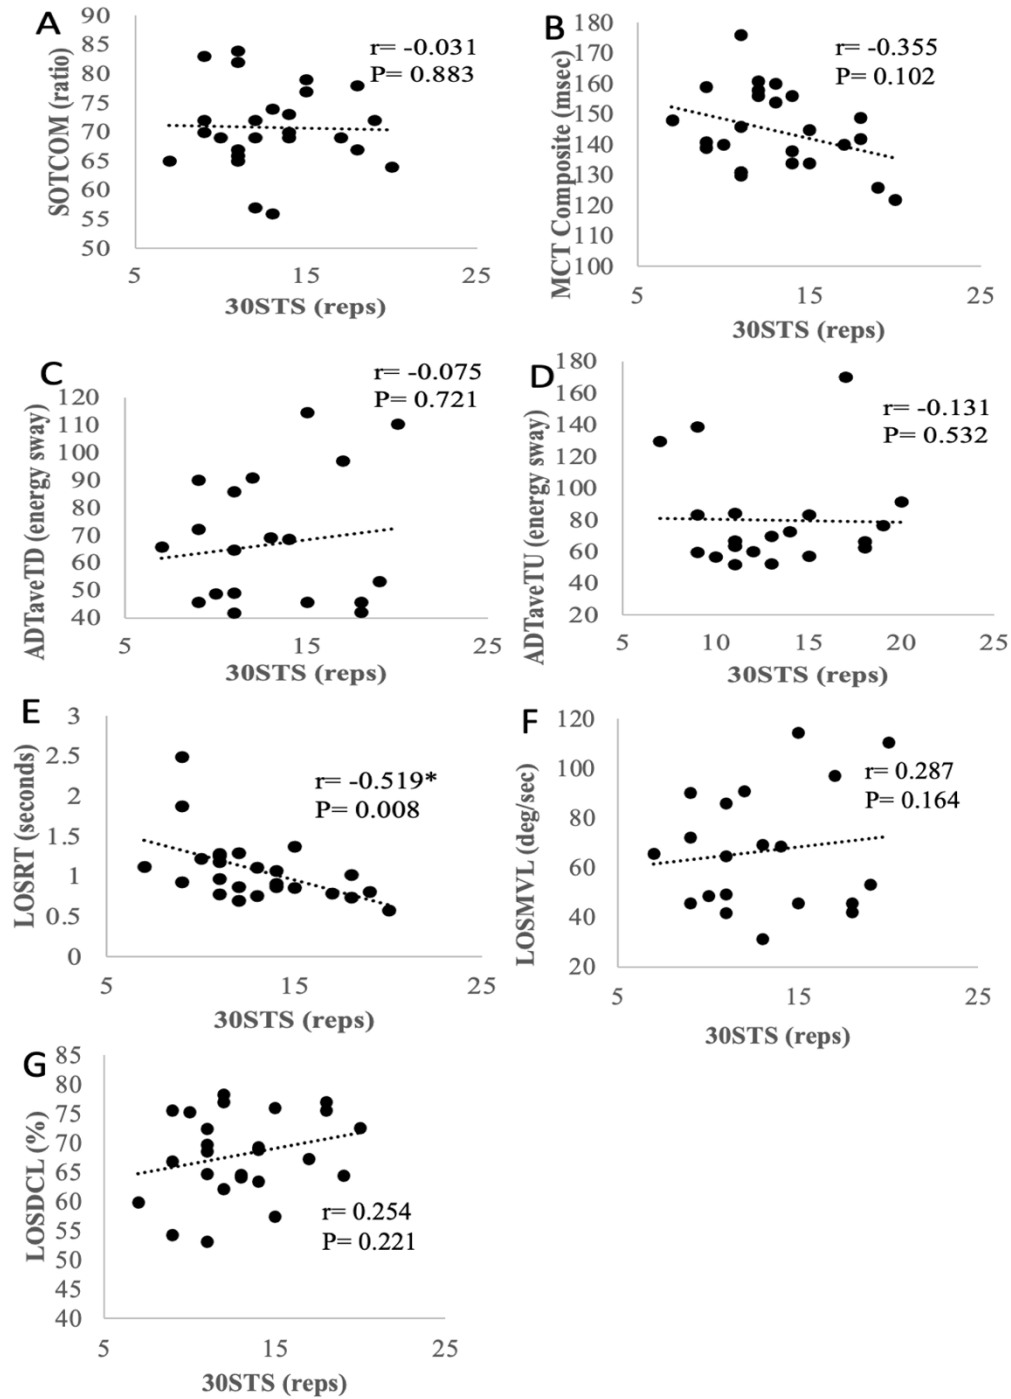 A
SOTCOM (ratio)
90
85
80
75
70
65
60
55
50
r= -0.031
P= 0.883
5
15
25
30STS (reps)
B
MCT Composite (msec)
180
170
160
150
140
130
120
110
100
r= -0.355
P= 0.102
5
15
25
30STS (reps)
C
ADTaveTD (energy sway)
120
110
100
90
80
70
60
50
40
r= -0.075
P= 0.721
5
15
25
30STS (reps)
D
ADTaveTU (energy sway)
180
160
140
120
100
80
60
40
20
r= -0.131
P= 0.532
5
10
15
20
25
30STS (reps)
E
LOSRT (seconds)
3
2.5
2
1.5
1
0.5
0
r= -0.519*
P= 0.008
5
15
25
30STS (reps)
F
LOSMVL (deg/sec)
120
100
80
60
40
20
r= 0.287
P= 0.164
5
15
25
30STS (reps)
G
LOSDCL (%)
85
80
75
70
65
60
55
50
45
40
r= 0.254
P= 0.221
5
15
25
30STS (reps)